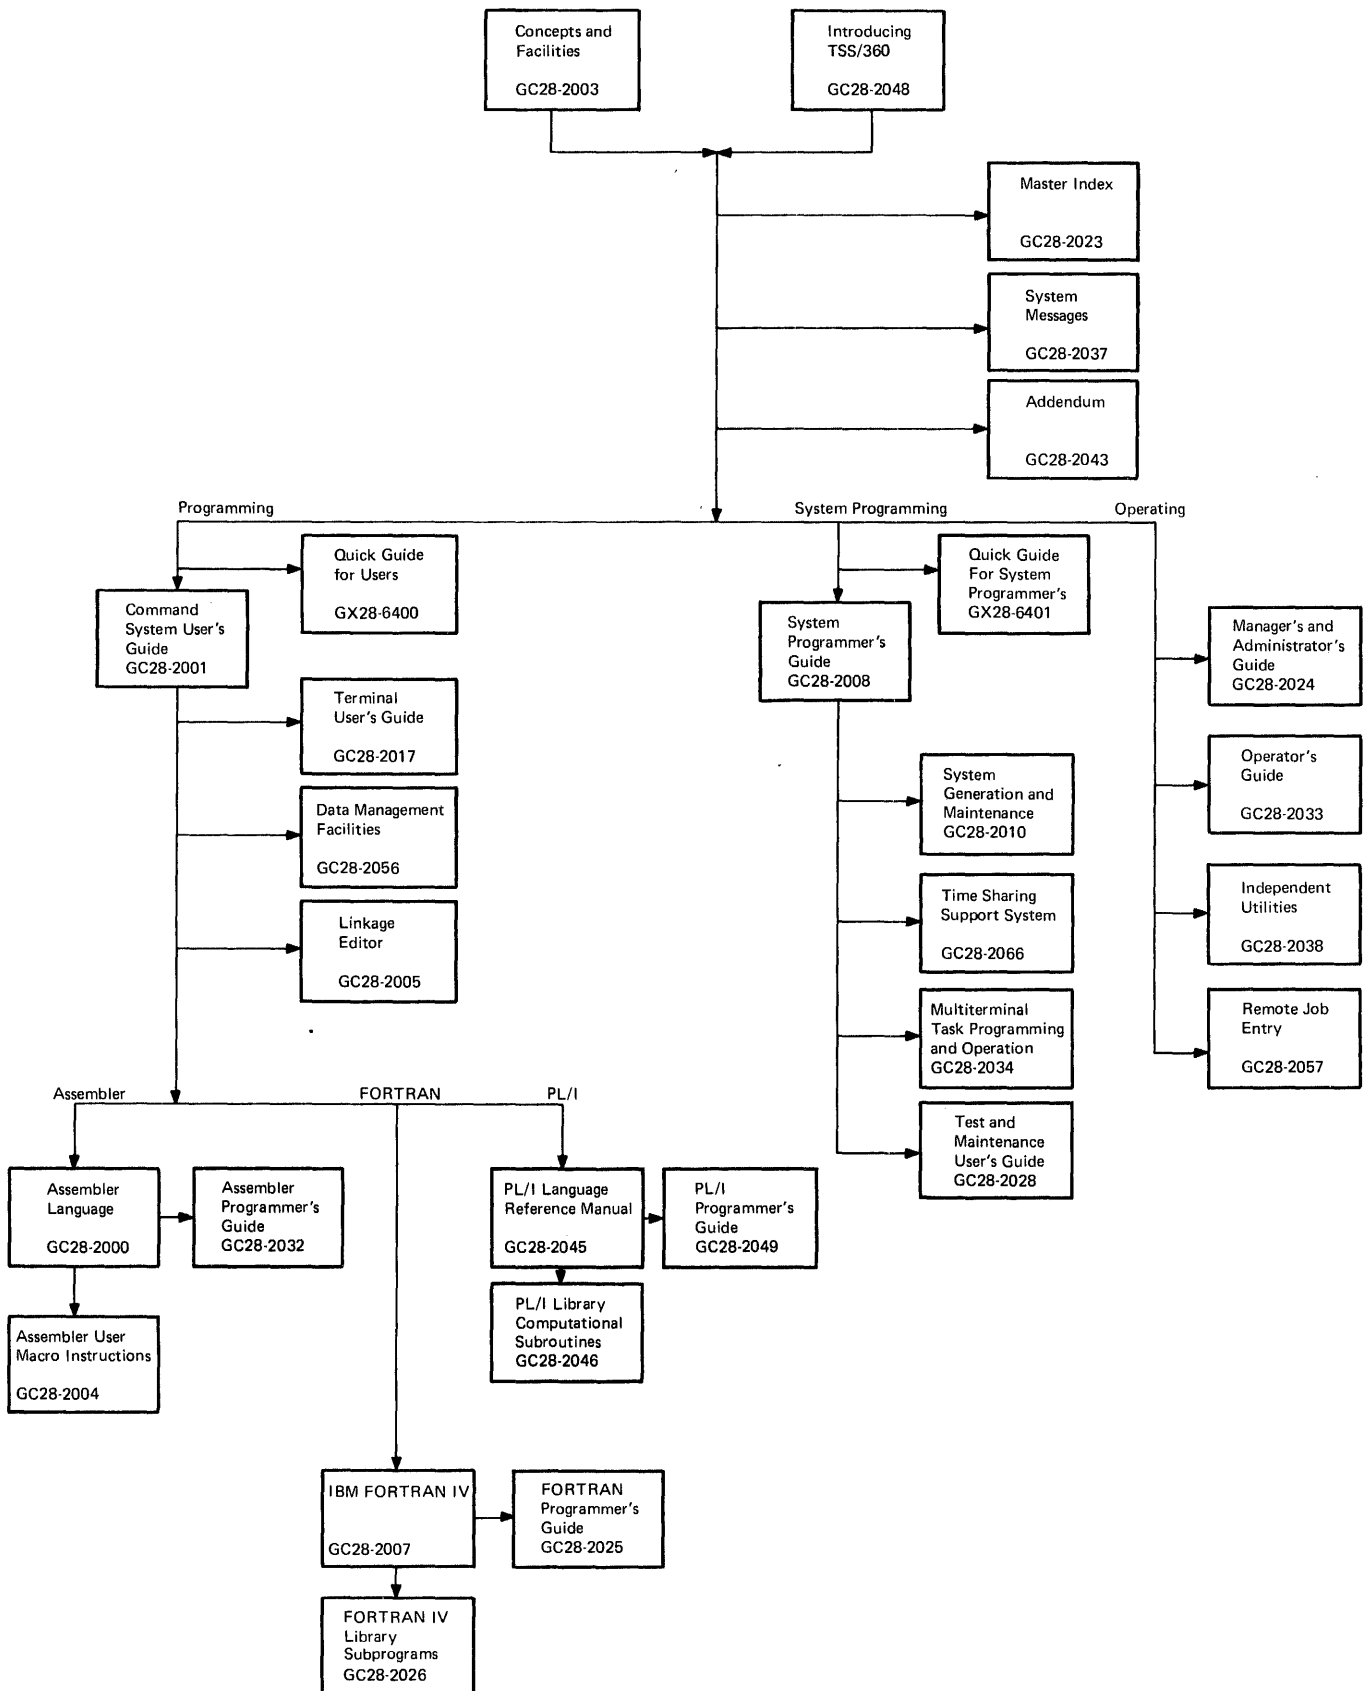 Concepts and
Facilities
GC28-2003
Introducing
TSS/360
GC28-2048
Master Index
GC28-2023
System
Messages
GC28-2037
Addendum
GC28-2043
Programming
System Programming
Operating
Quick Guide
for Users
GX28-6400
Command
System User's
Guide
GC28-2001
Terminal
User's Guide
GC28-2017
Data Management
Facilities
GC28-2056
Linkage
Editor
GC28-2005
Quick Guide
For System
Programmer's
GX28-6401
System
Programmer's
Guide
GC28-2008
System
Generation and
Maintenance
GC28-2010
Time Sharing
Support System
GC28-2066
Multiterminal
Task Programming
and Operation
GC28-2034
Test and
Maintenance
User's Guide
GC28-2028
Manager's and
Administrator's
Guide
GC28-2024
Operator's
Guide
GC28-2033
Independent
Utilities
GC28-2038
Remote Job
Entry
GC28-2057
Assembler
FORTRAN
PL/I
Assembler
Language
GC28-2000
Assembler
Programmer's
Guide
GC28-2032
Assembler User
Macro Instructions
GC28-2004
PL/I Language
Reference Manual
GC28-2045
PL/I
Programmer's
Guide
GC28-2049
PL/I Library
Computational
Subroutines
GC28-2046
IBM FORTRAN IV
GC28-2007
FORTRAN
Programmer's
Guide
GC28-2025
FORTRAN IV
Library
Subprograms
GC28-2026